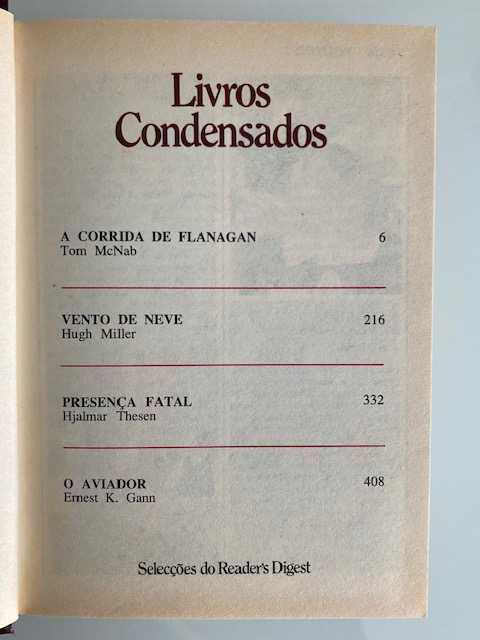 Livros
Condensados
A CORRIDA DE FLANAGAN 6
Tom McNab
VENTO DE NEVE 216
Hugh Miller
PRESENÇA FATAL 332
Hjalmar Thesen
O AVIADOR 408
Ernest K. Gann
Selecções do Reader's Digest